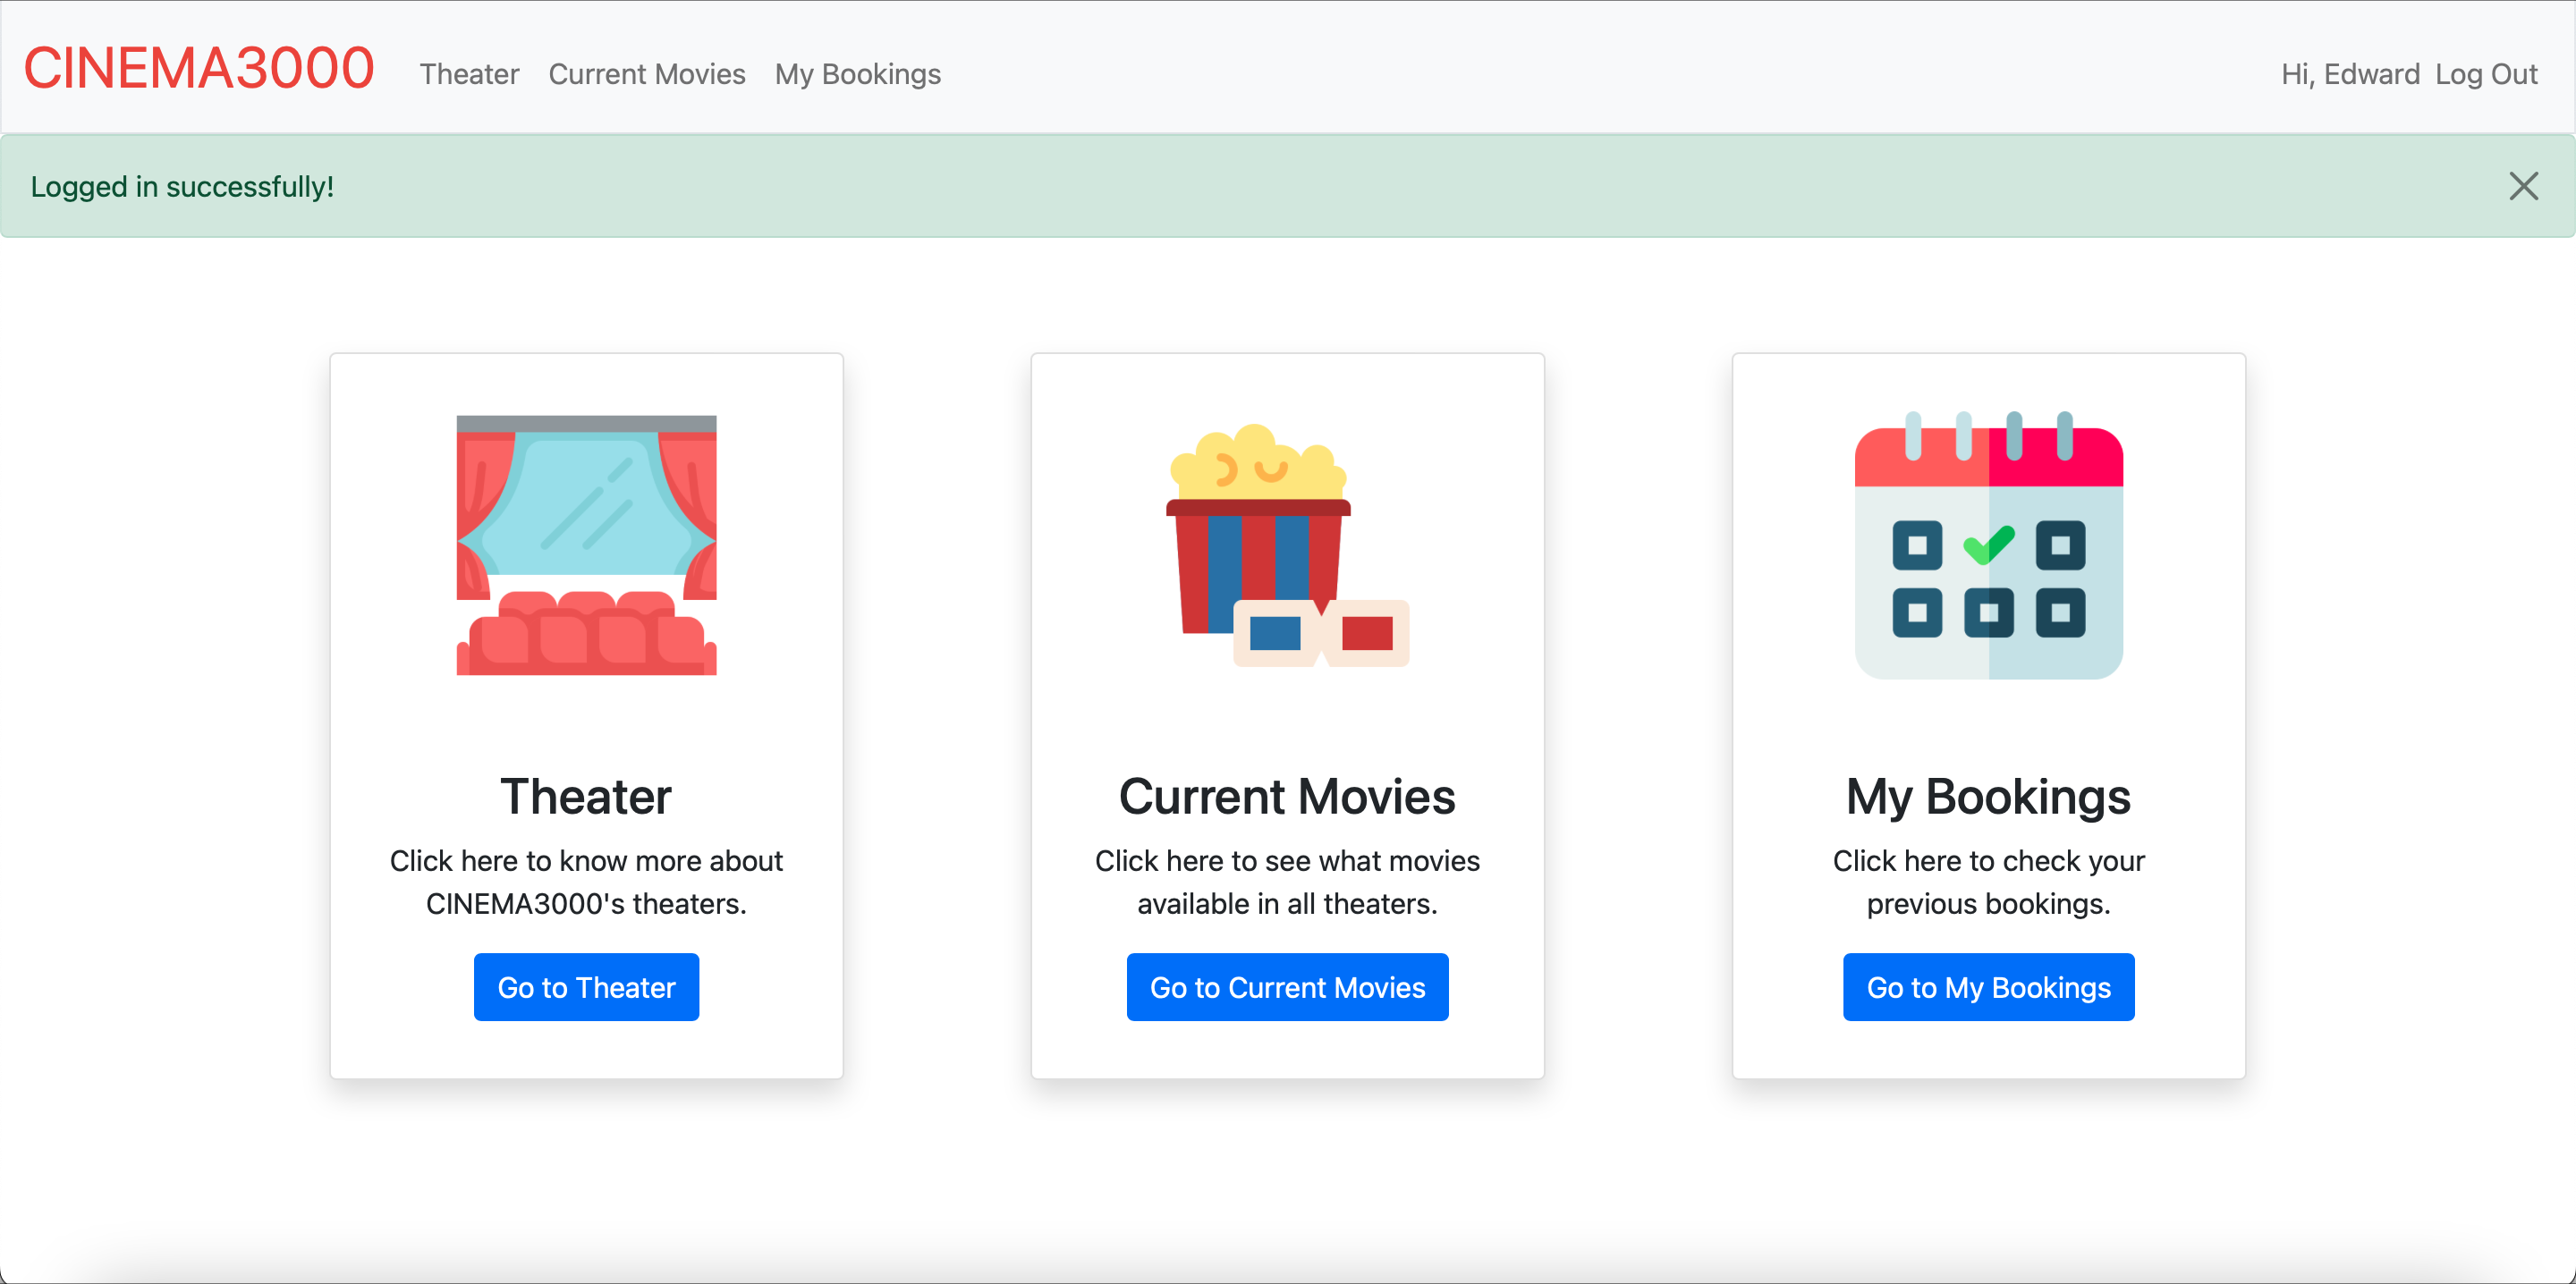 CINEMA3000 Theater Current Movies My Bookings Hi, Edward Log Out
Logged in successfully!
Theater
Click here to know more about
CINEMA3000's theaters.
Go to Theater
Current Movies
Click here to see what movies
available in all theaters.
Go to Current Movies
My Bookings
Click here to check your
previous bookings.
Go to My Bookings